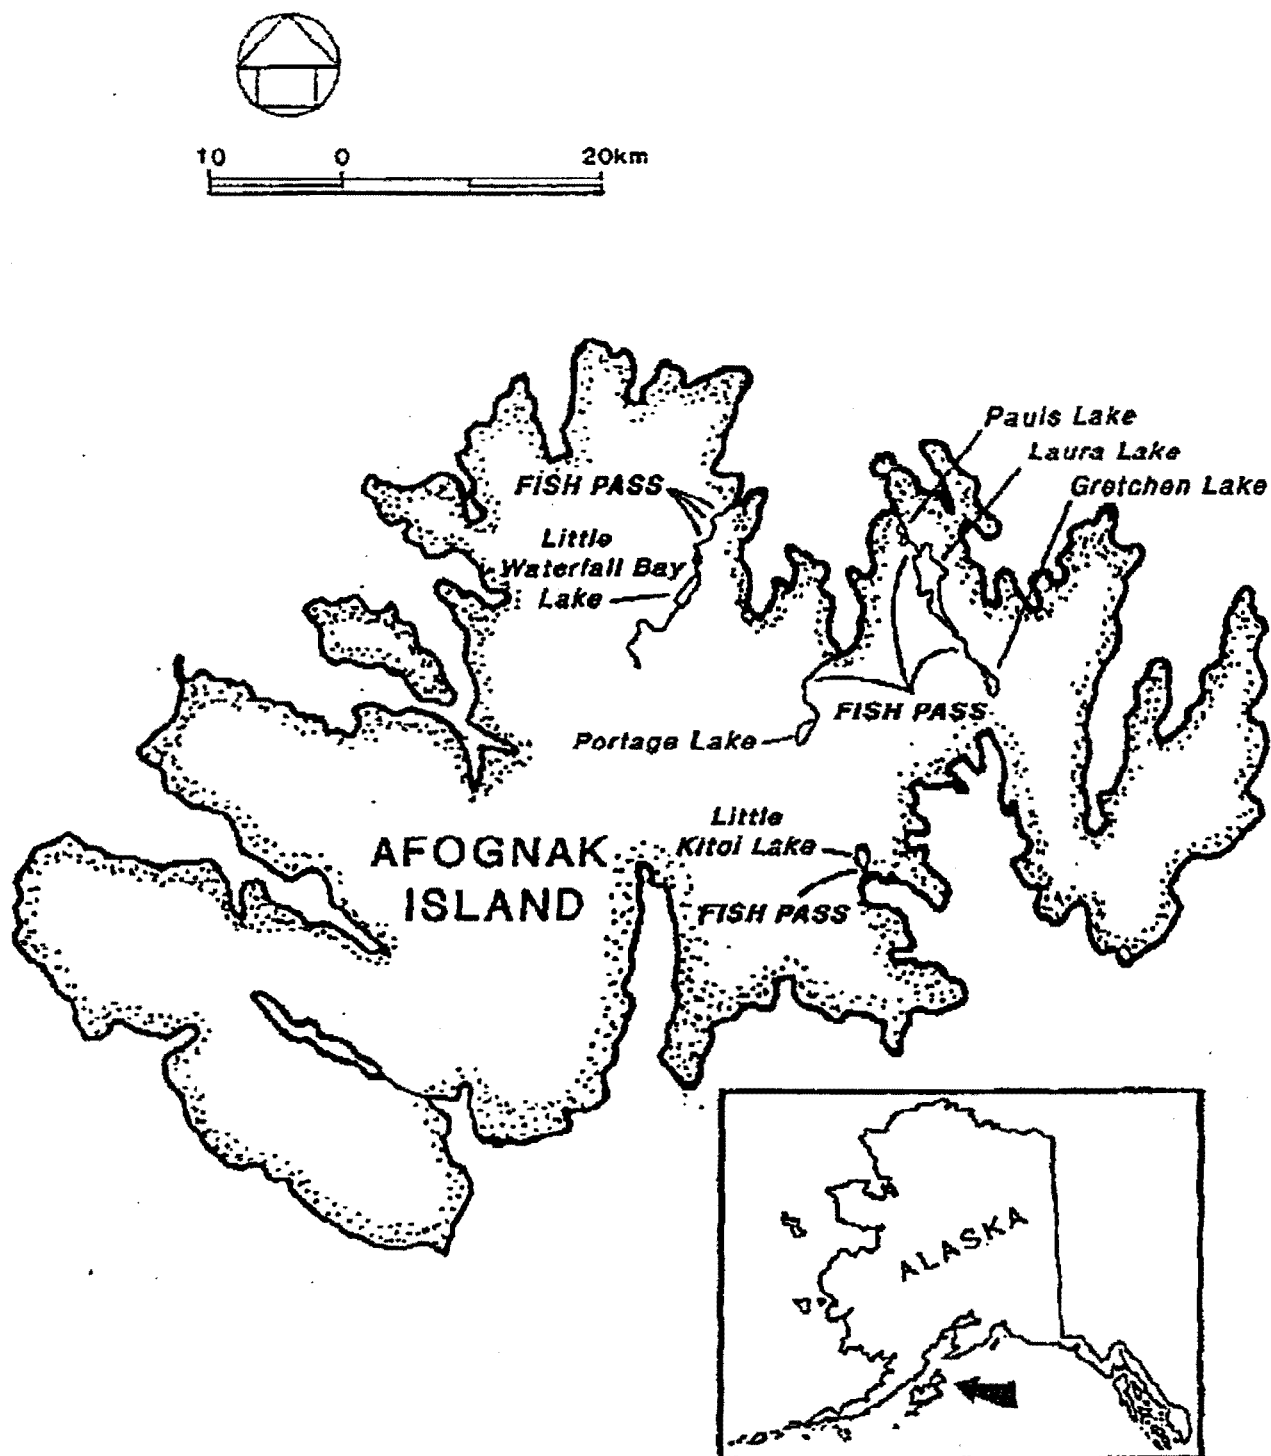 10 0 20km
Pauls Lake
Laura Lake
Gretchen Lake
FISH PASS
Little
Waterfall Bay
Lake
FISH PASS
Portage Lake
Little
Kitoi Lake
AFOGNAK
ISLAND
FISH PASS
ALASKA